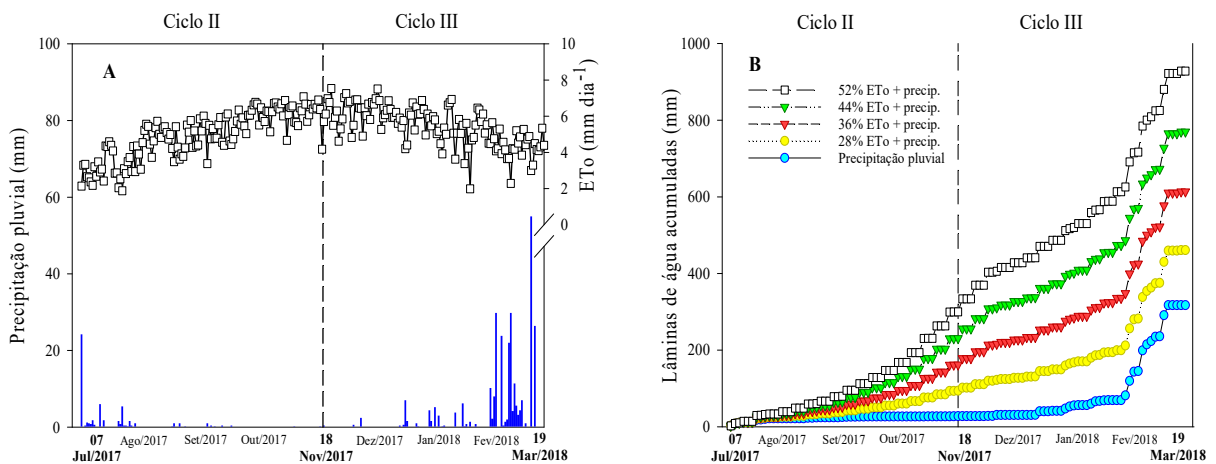 Ciclo II
Ciclo III
A
Precipitação pluvial (mm)
100
80
60
40
20
0
10
8
6
4
2
0
ETo (mm dia-1)
07
Jul/2017
Ago/2017
Set/2017
Out/2017
18
Nov/2017
Dez/2017
Jan/2018
Fev/2018
19
Mar/2018
Ciclo II
Ciclo III
B
Lâminas de água acumuladas (mm)
1000
800
600
400
200
0
52% ETo + precip.
44% ETo + precip.
36% ETo + precip.
28% ETo + precip.
Precipitação pluvial
07
Jul/2017
Ago/2017
Set/2017
Out/2017
18
Nov/2017
Dez/2017
Jan/2018
Fev/2018
19
Mar/2018